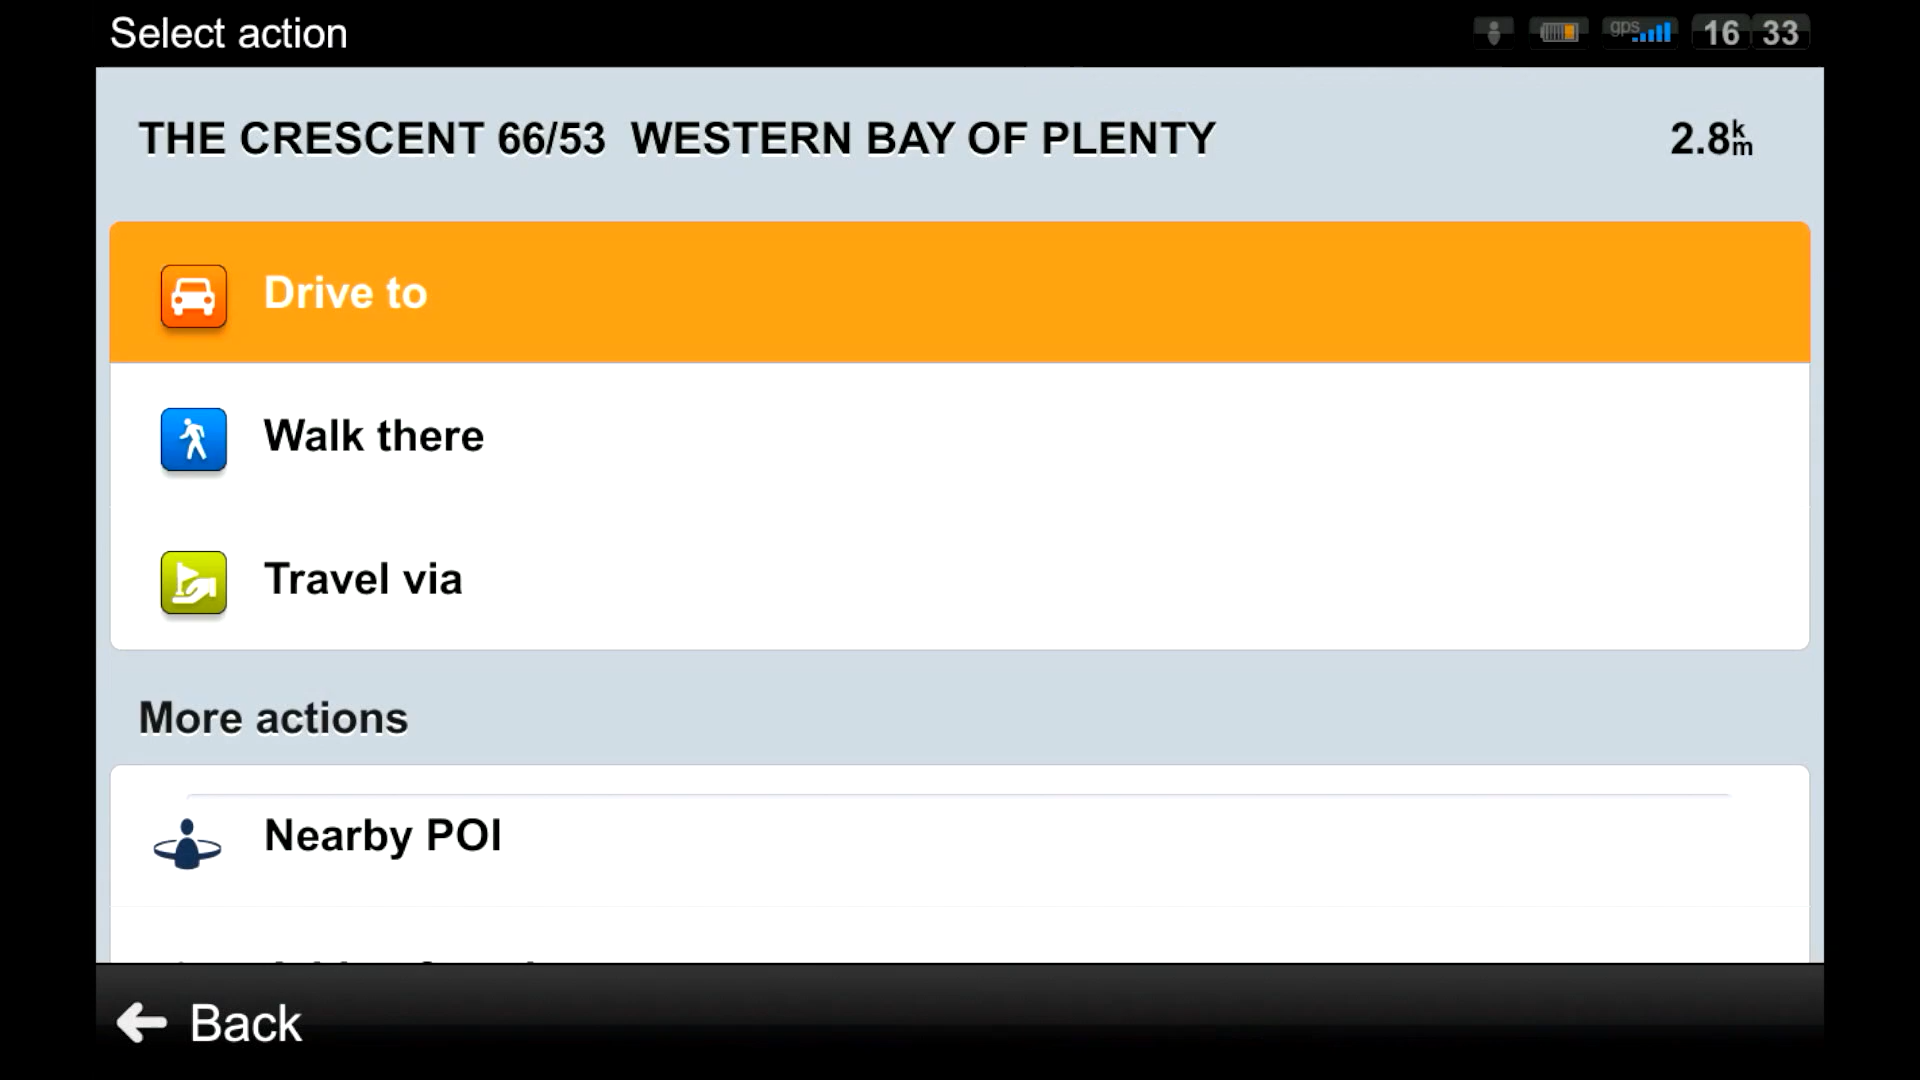 Select action
gps 16 33
THE CRESCENT 66/53 WESTERN BAY OF PLENTY 2.8km
Drive to
Walk there
Travel via
More actions
Nearby POI
Back